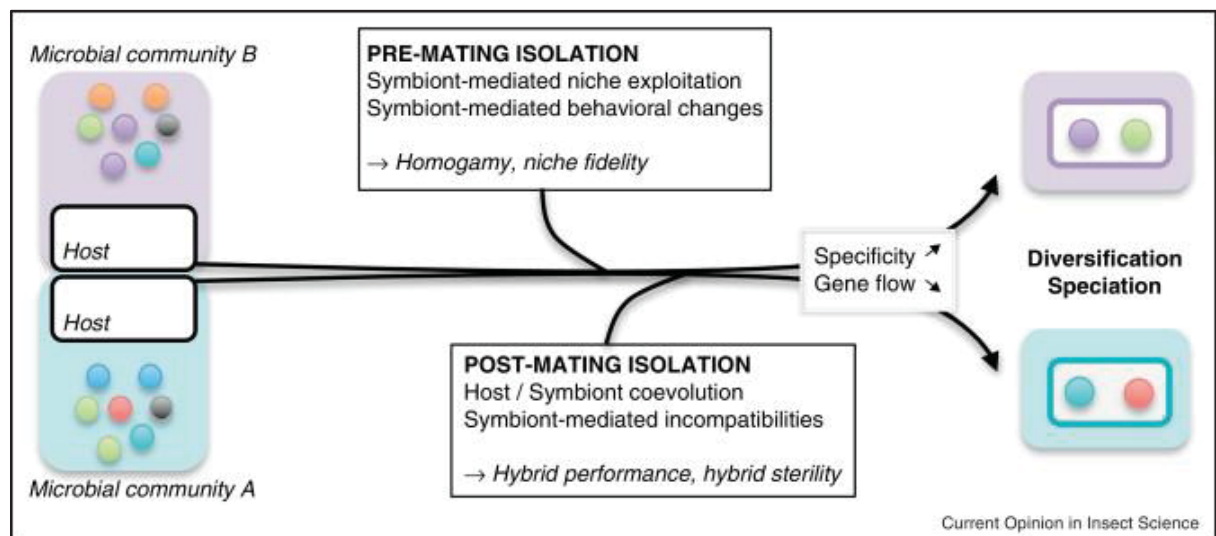 Microbial community B
Host
Host
Microbial community A
PRE-MATING ISOLATION
Symbiont-mediated niche exploitation
Symbiont-mediated behavioral changes
→ Homogamy, niche fidelity
POST-MATING ISOLATION
Host / Symbiont coevolution
Symbiont-mediated incompatibilities
→ Hybrid performance, hybrid sterility
Specificity ↗
Gene flow ↘
Diversification
Speciation
Current Opinion in Insect Science